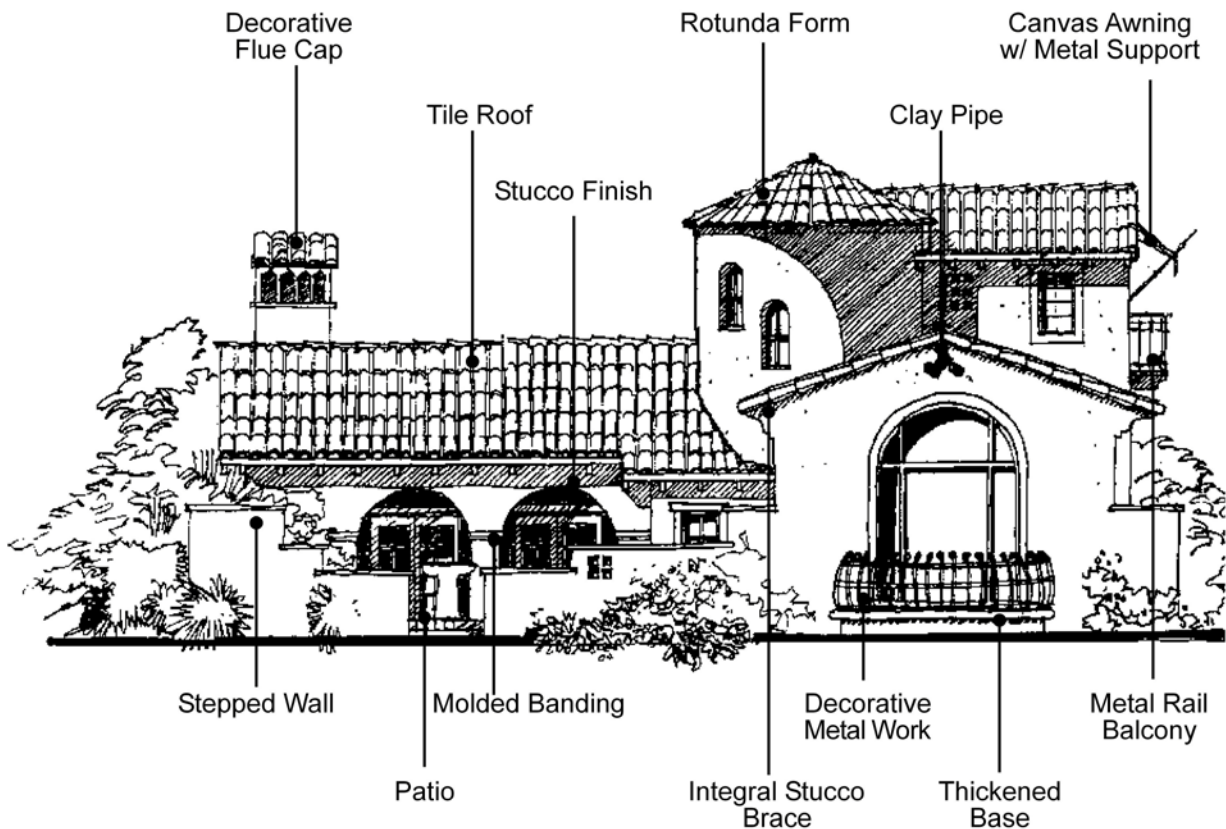 Decorative
Flue Cap
Rotunda Form
Canvas Awning
w/ Metal Support
Tile Roof
Clay Pipe
Stucco Finish
Stepped Wall
Molded Banding
Decorative
Metal Work
Metal Rail
Balcony
Patio
Integral Stucco
Brace
Thickened
Base